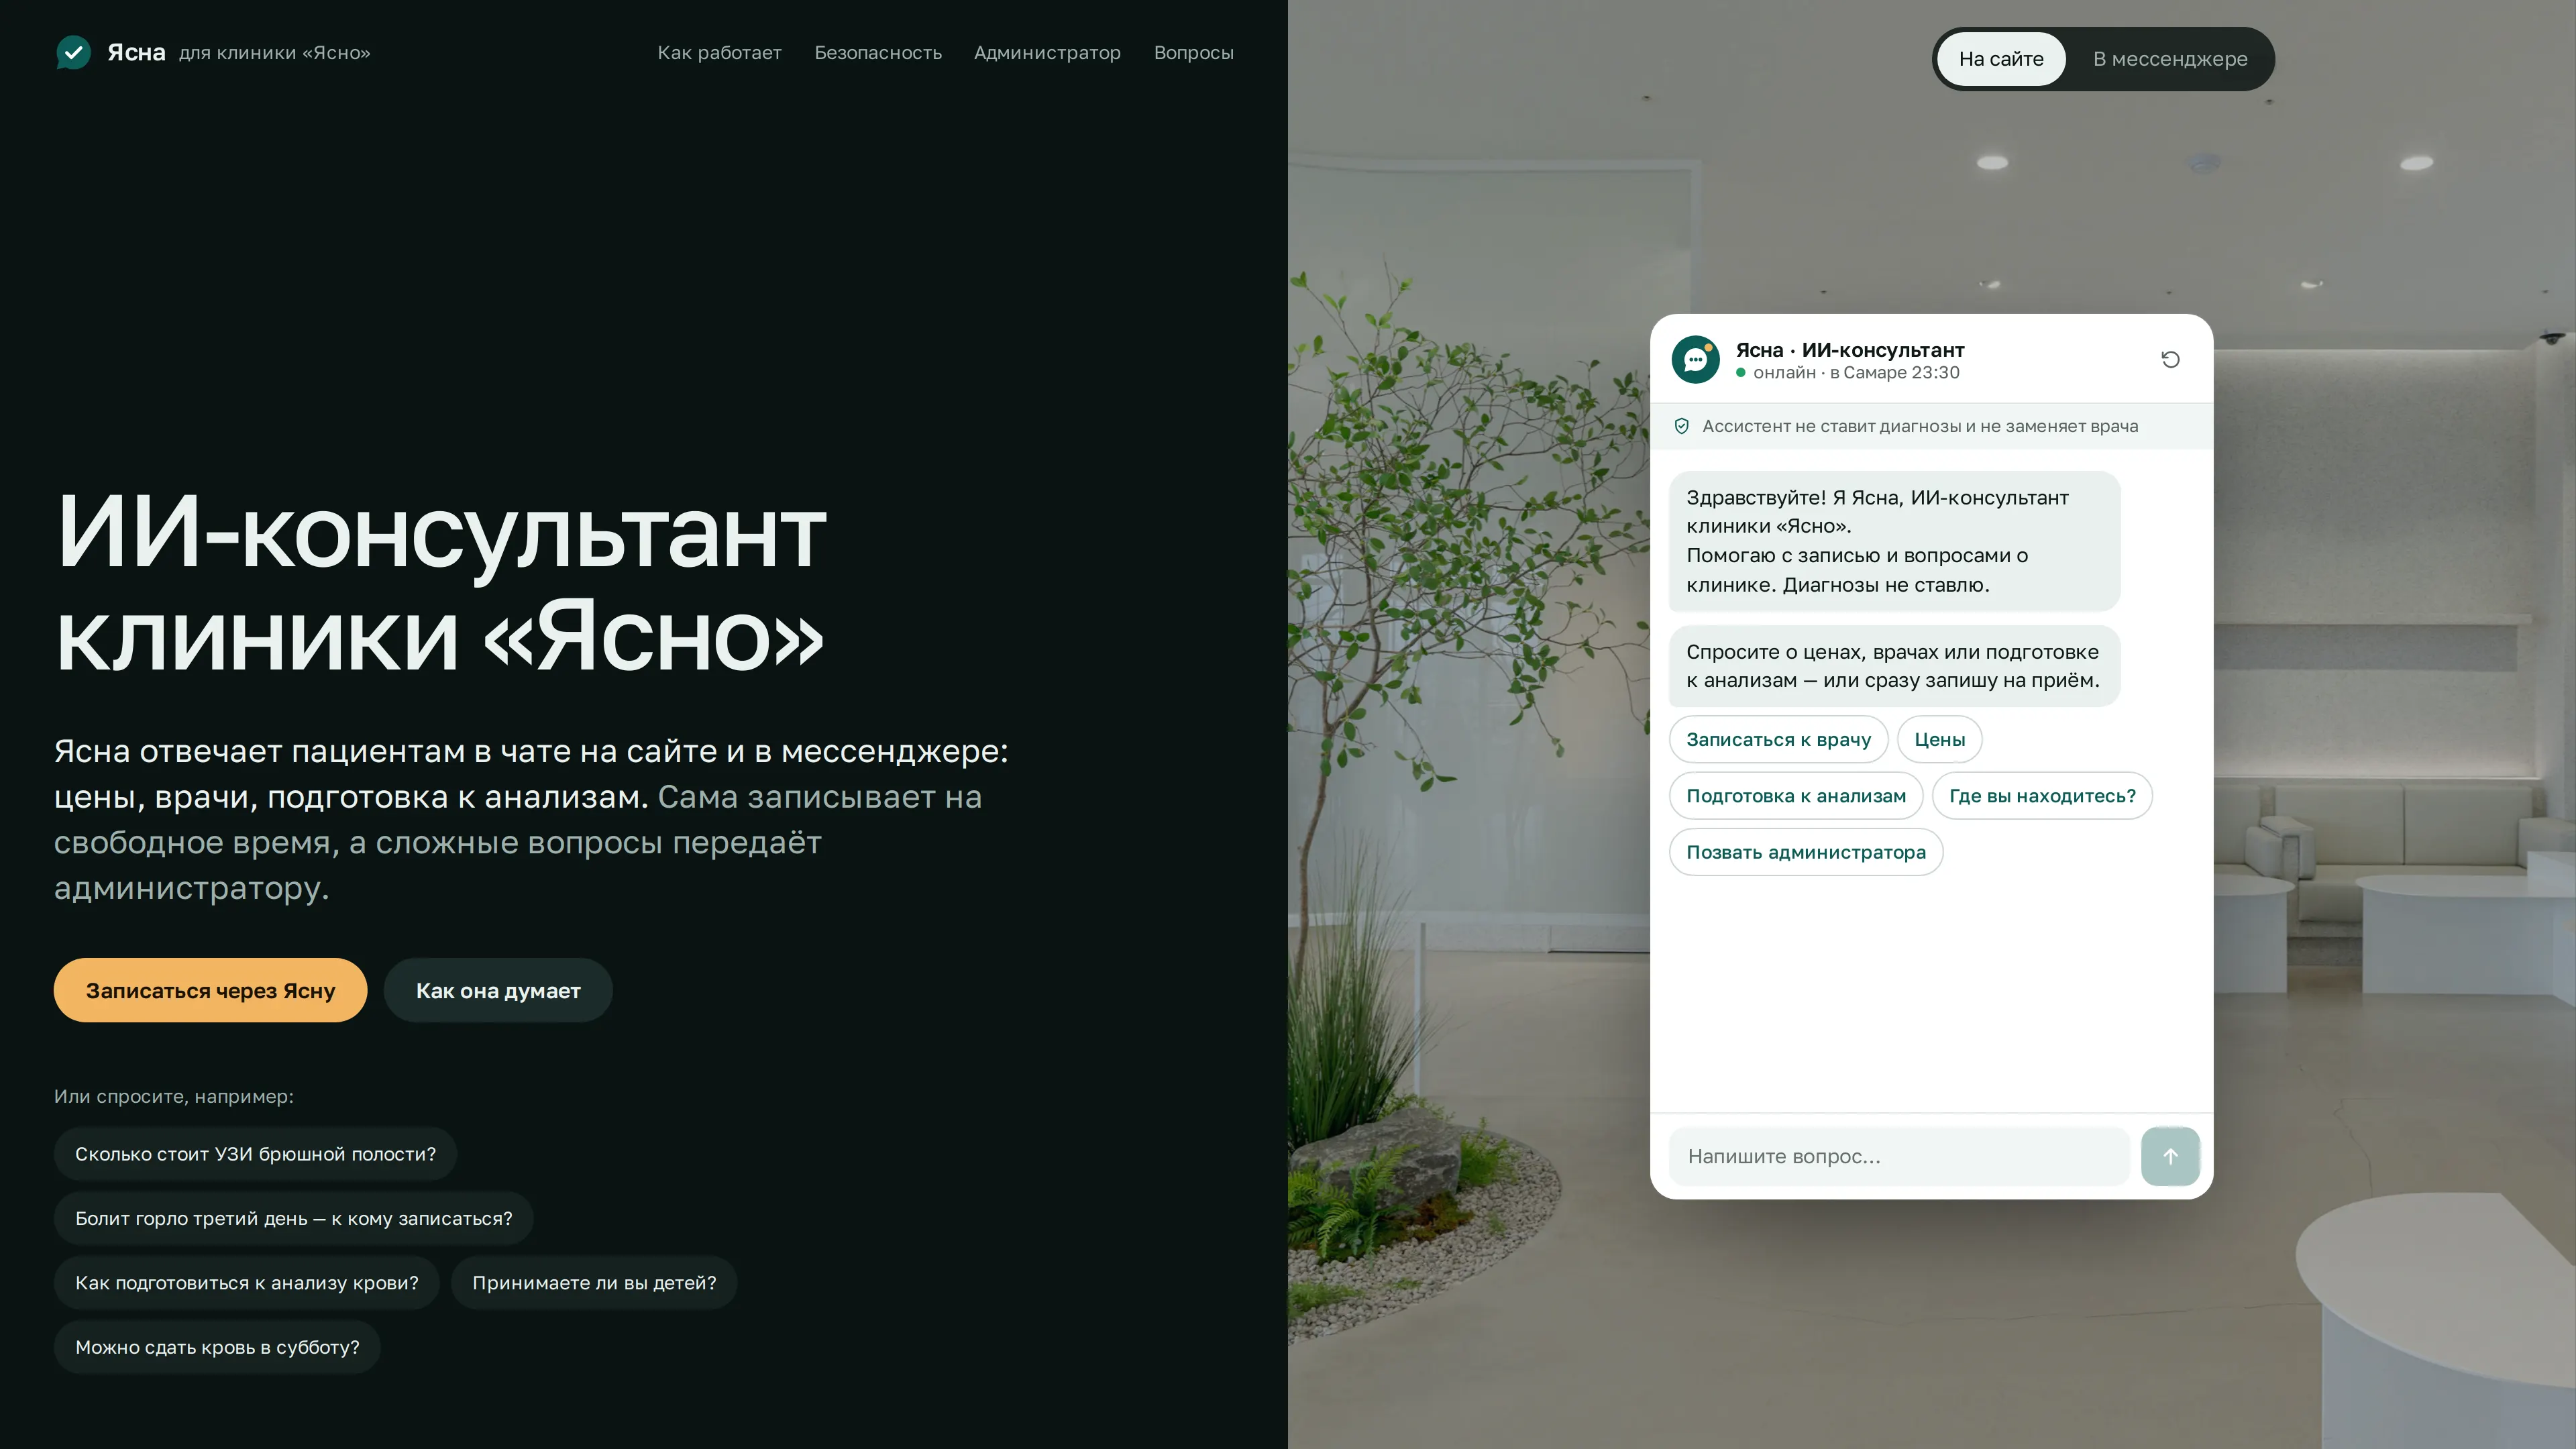 Ясна для клиники «Ясно»
Как работает Безопасность Администратор Вопросы
ИИ-консультант
клиники «Ясно»
Ясна отвечает пациентам в чате на сайте и в мессенджере:
цены, врачи, подготовка к анализам. Сама записывает на
свободное время, а сложные вопросы передаёт
администратору.
Записаться через Ясну Как она думает
Или спросите, например:
Сколько стоит УЗИ брюшной полости?
Болит горло третий день — к кому записаться?
Как подготовиться к анализу крови? Принимаете ли вы детей?
Можно сдать кровь в субботу?
На сайте В мессенджере
Ясна · ИИ-консультант
онлайн · в Самаре 23:30
Ассистент не ставит диагнозы и не заменяет врача
Здравствуйте! Я Ясна, ИИ-консультант
клиники «Ясно».
Помогаю с записью и вопросами о
клинике. Диагнозы не ставлю.
Спросите о ценах, врачах или подготовке
к анализам — или сразу запишу на приём.
Записаться к врачу Цены
Подготовка к анализам Где вы находитесь?
Позвать администратора
Напишите вопрос...